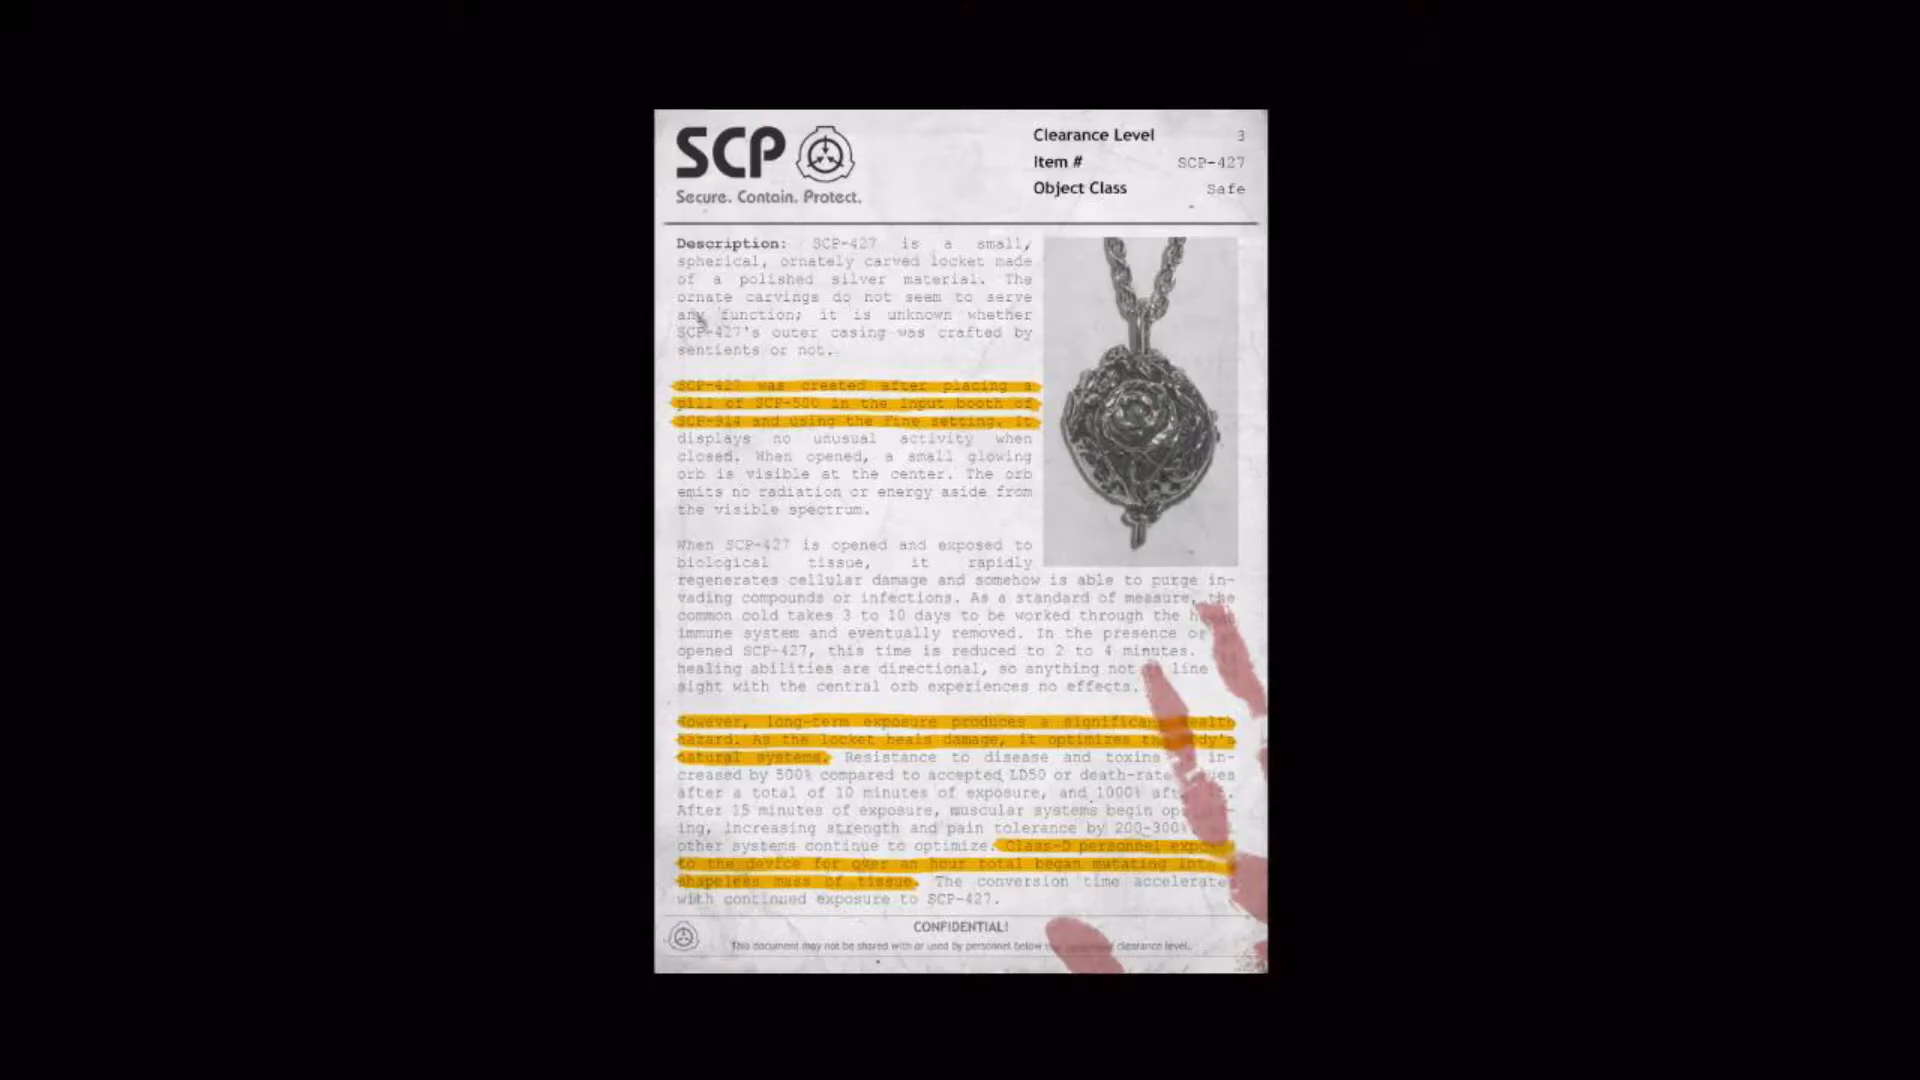 SCP
Secure. Contain. Protect.
Clearance Level 3
Item # SCP-427
Object Class Safe
Description: SCP-427 is a small,
spherical, ornately carved locket made
of a polished silver material. The
ornate carvings do not seem to serve
any function; it is unknown whether
SCP-427's outer casing was crafted by
sentients or not.
SCP-427 was created after placing a
pill of SCP-500 in the Input booth of
SCP-914 and using the Fine setting. It
displays no unusual activity when
closed. When opened, a small glowing
orb is visible at the center. The orb
emits no radiation or energy aside from
the visible spectrum.
When SCP-427 is opened and exposed to
biological tissue, it rapidly
regenerates cellular damage and somehow is able to purge in-
vading compounds or infections. As a standard of measure, the
common cold takes 3 to 10 days to be worked through the
immune system and eventually removed. In the presence of
opened SCP-427, this time is reduced to 2 to 4 minutes.
healing abilities are directional, so anything not line
sight with the central orb experiences no effects.
However, long-term exposure produces a significant health
hazard. As the locket heals damage, it optimizes the body's
natural systems. Resistance to disease and toxins in-
creased by 500% compared to accepted LD50 or death-rate
after a total of 10 minutes of exposure, and 1000%
After 15 minutes of exposure, muscular systems begin
ing, increasing strength and pain tolerance by 200-300%
other systems continue to optimize. Class-D personnel
to the device for over an hour total began mutating into
shapeless mass of tissue. The conversion time accelerate
with continued exposure to SCP-427.
CONFIDENTIAL!
This document may not be shared with or used by personnel below clearance level.